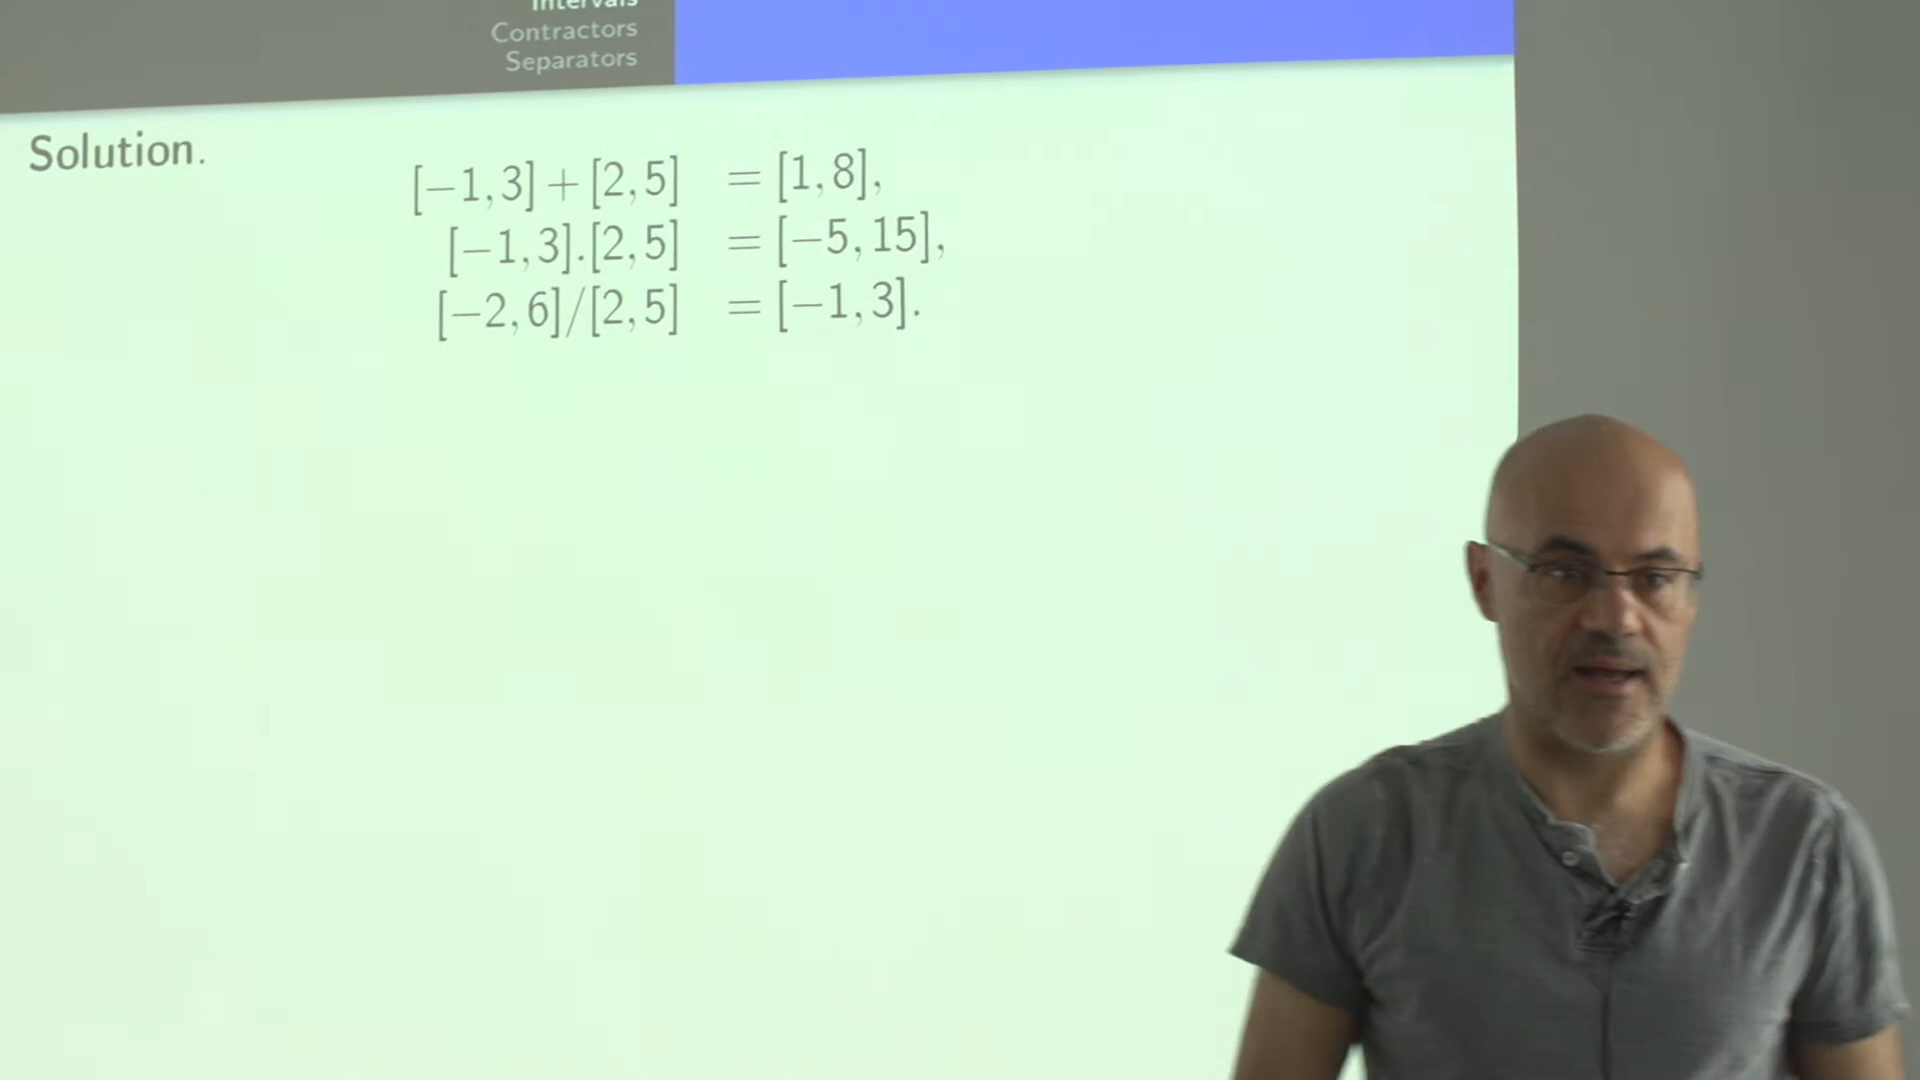 Intervals
Contractors
Separators
Solution.
[−1,3]+[2,5] = [1,8],
[−1,3].[2,5] = [−5,15],
[−2,6]/[2,5] = [−1,3].